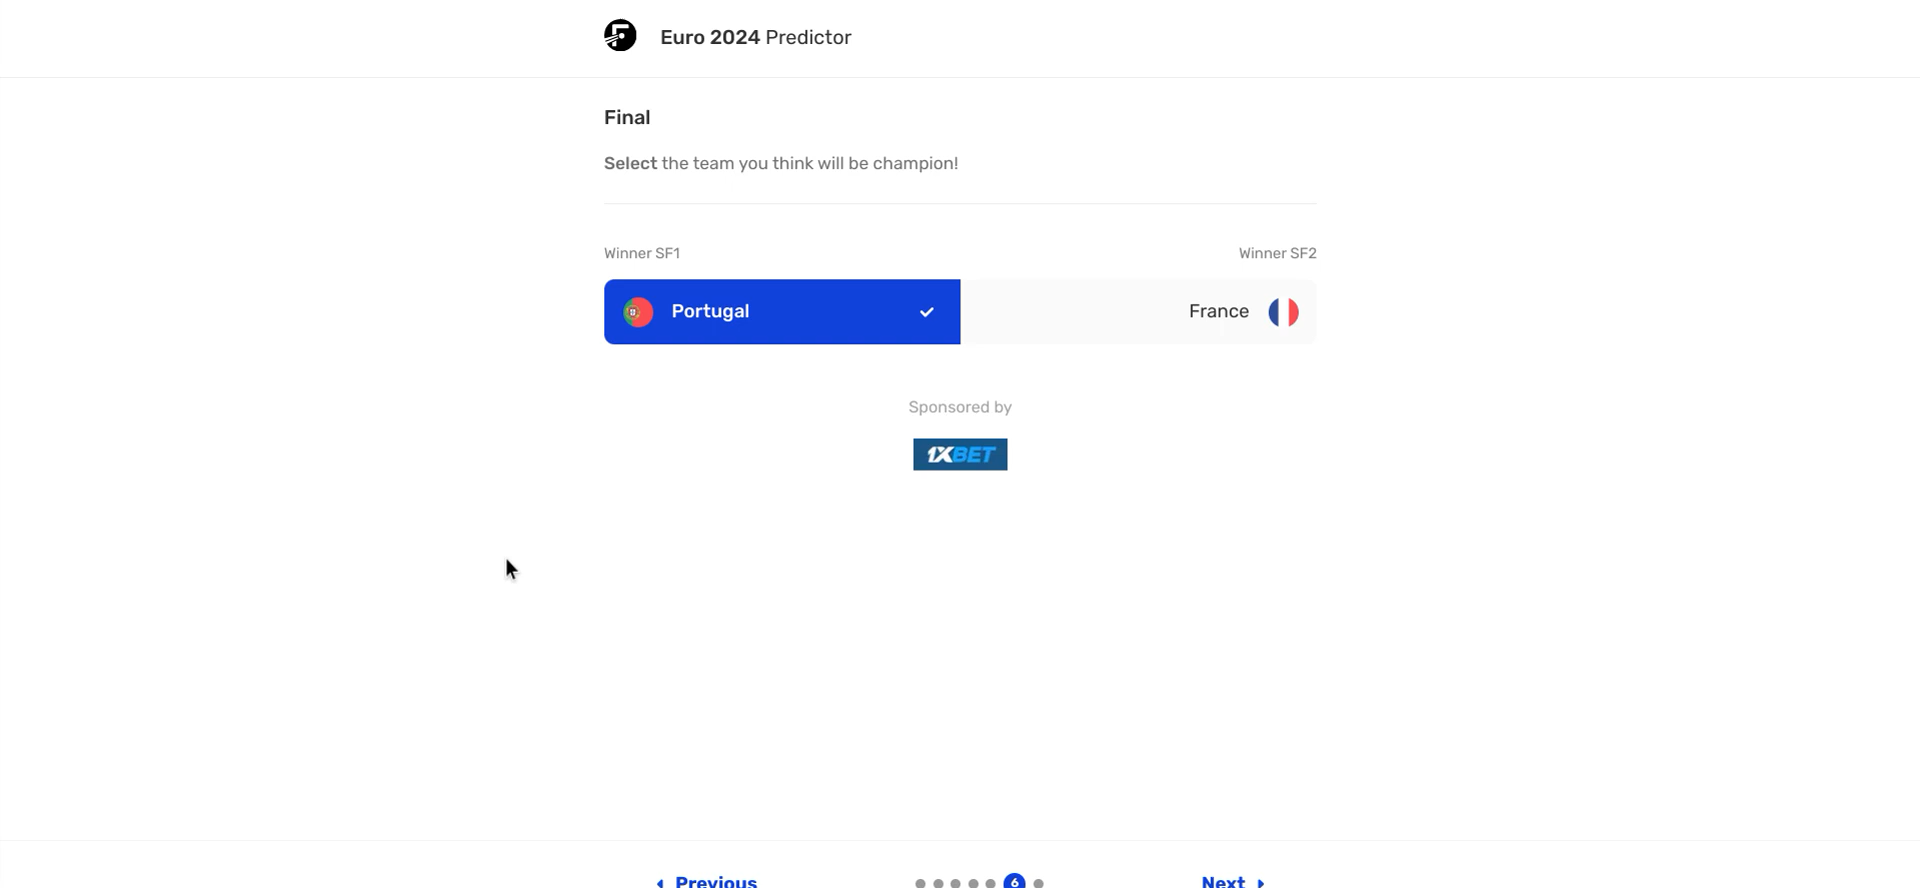 Euro 2024 Predictor
Final
Select the team you think will be champion!
Winner SF1
Winner SF2
Portugal
France
Sponsored by
1XBET
Previous
6
Next